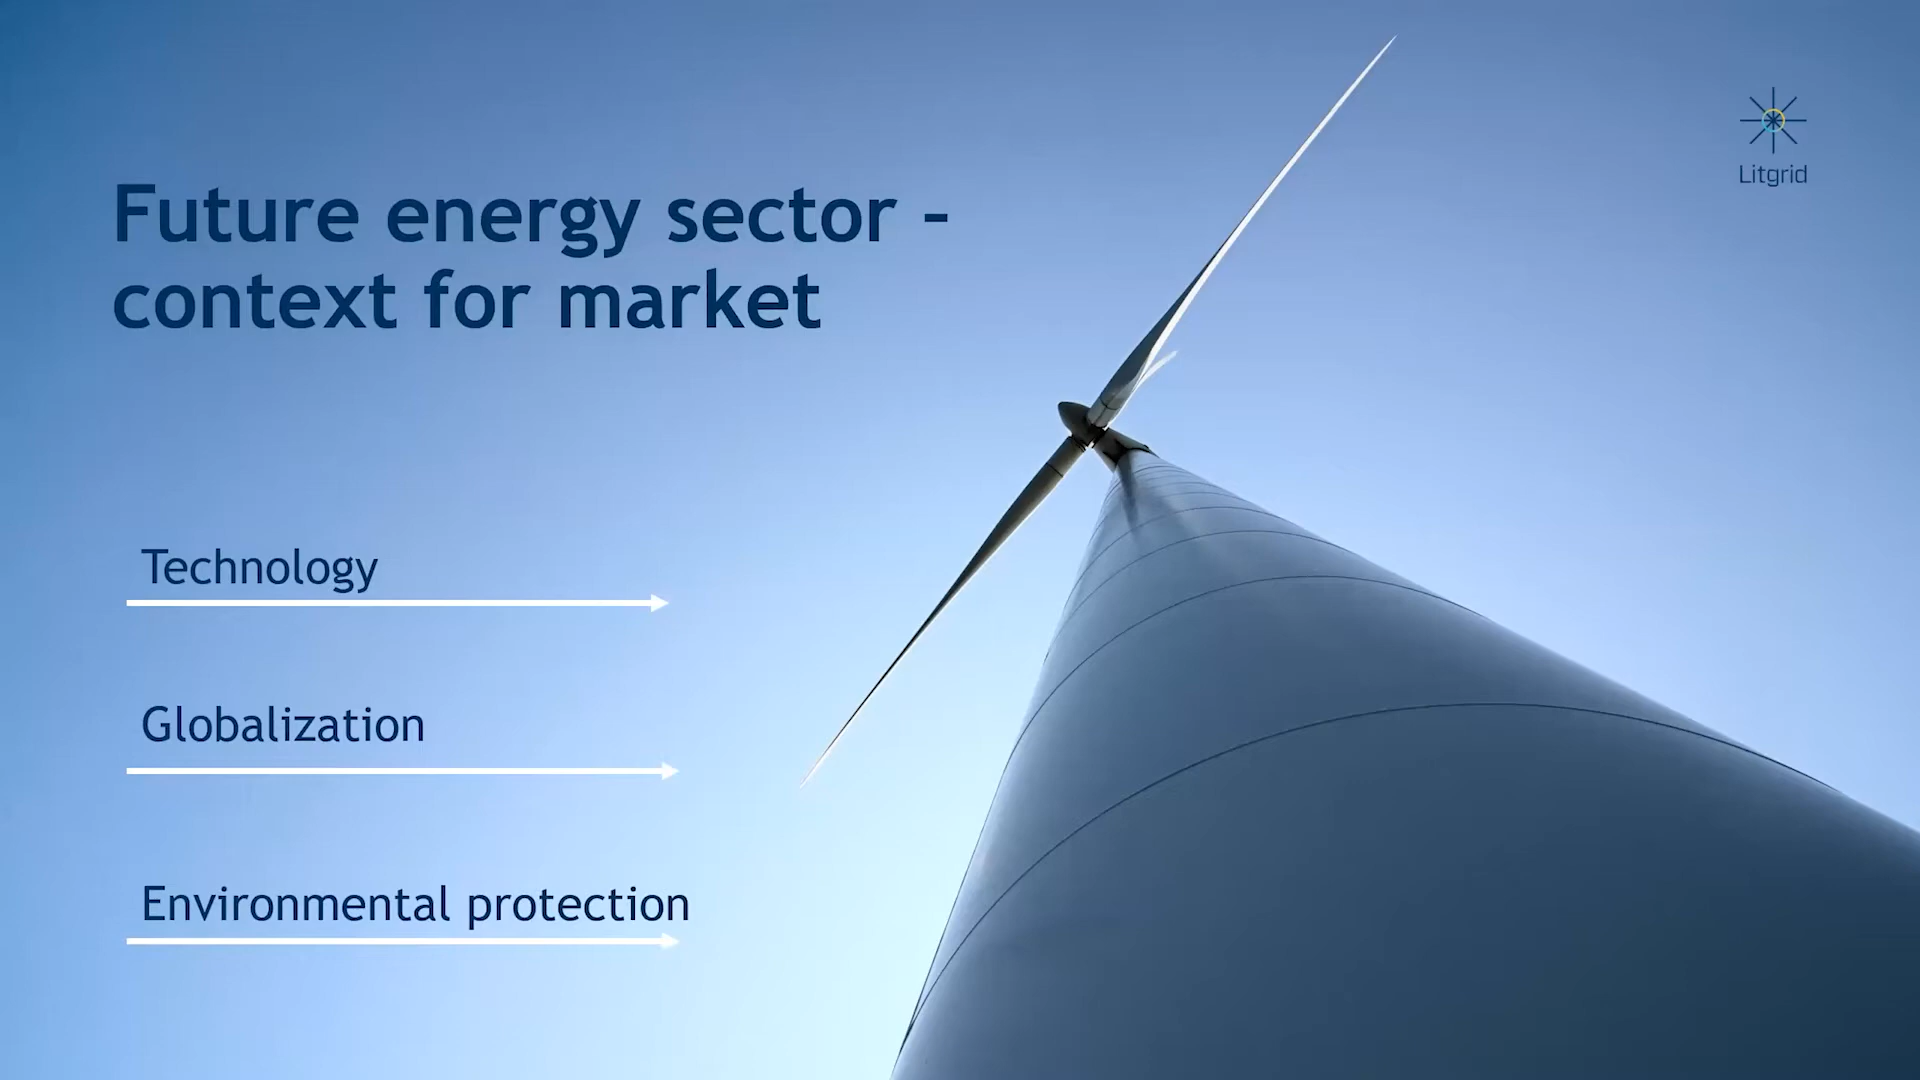 Litgrid
Future energy sector –
context for market
Technology
Globalization
Environmental protection